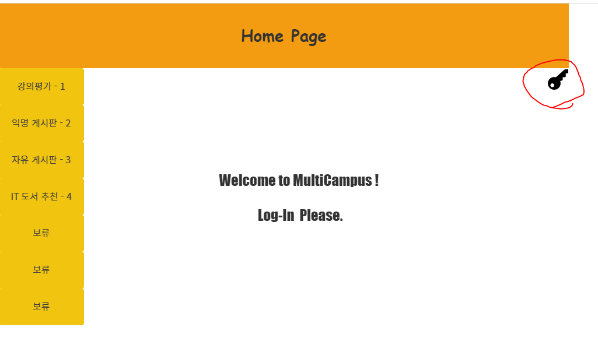 Home Page
강의평가 - 1
익명 게시판 - 2
자유 게시판 - 3
IT 도서 추천 - 4
보류
보류
보류
Welcome to MultiCampus !
Log-In Please.